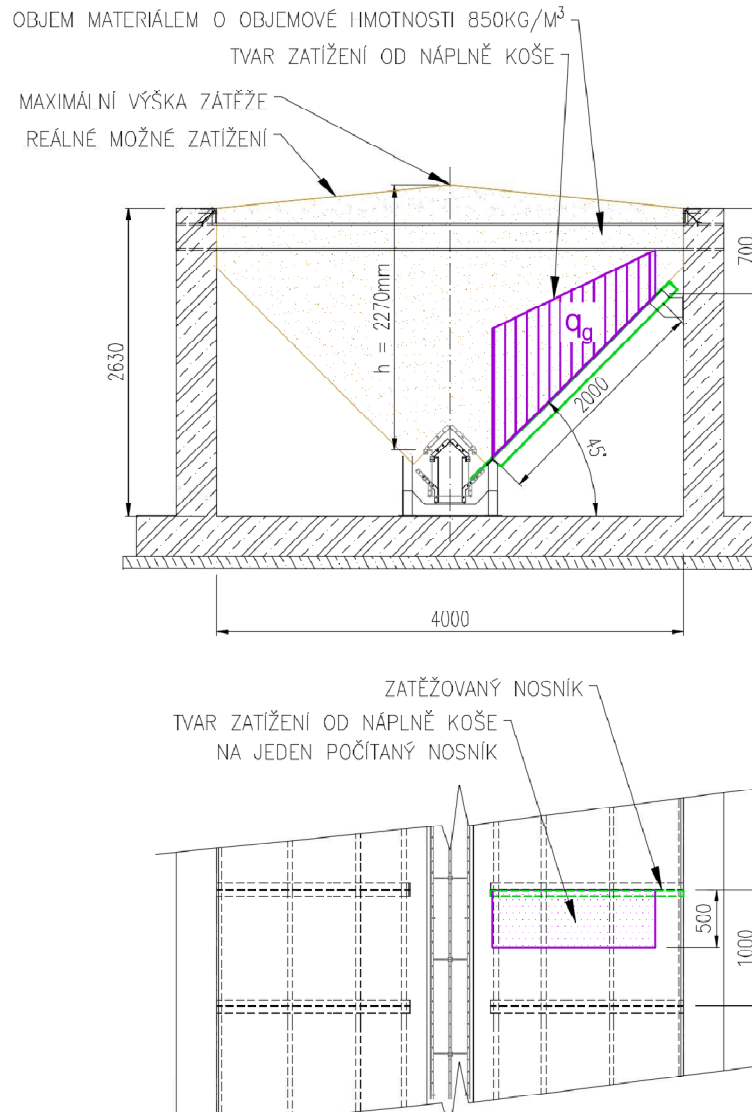 OBJEM MATERIÁLEM O OBJEMOVÉ HMOTNOSTI 850KG/M³
TVAR ZATÍŽENÍ OD NÁPLNĚ KOŠE
MAXIMÁLNÍ VÝŠKA ZÁTĚŽE
REÁLNÉ MOŽNÉ ZATÍŽENÍ
700
2630
h = 2270mm
qg
2000
45°
4000
ZATĚŽOVANÝ NOSNÍK
TVAR ZATÍŽENÍ OD NÁPLNĚ KOŠE
NA JEDEN POČÍTANÝ NOSNÍK
500
1000